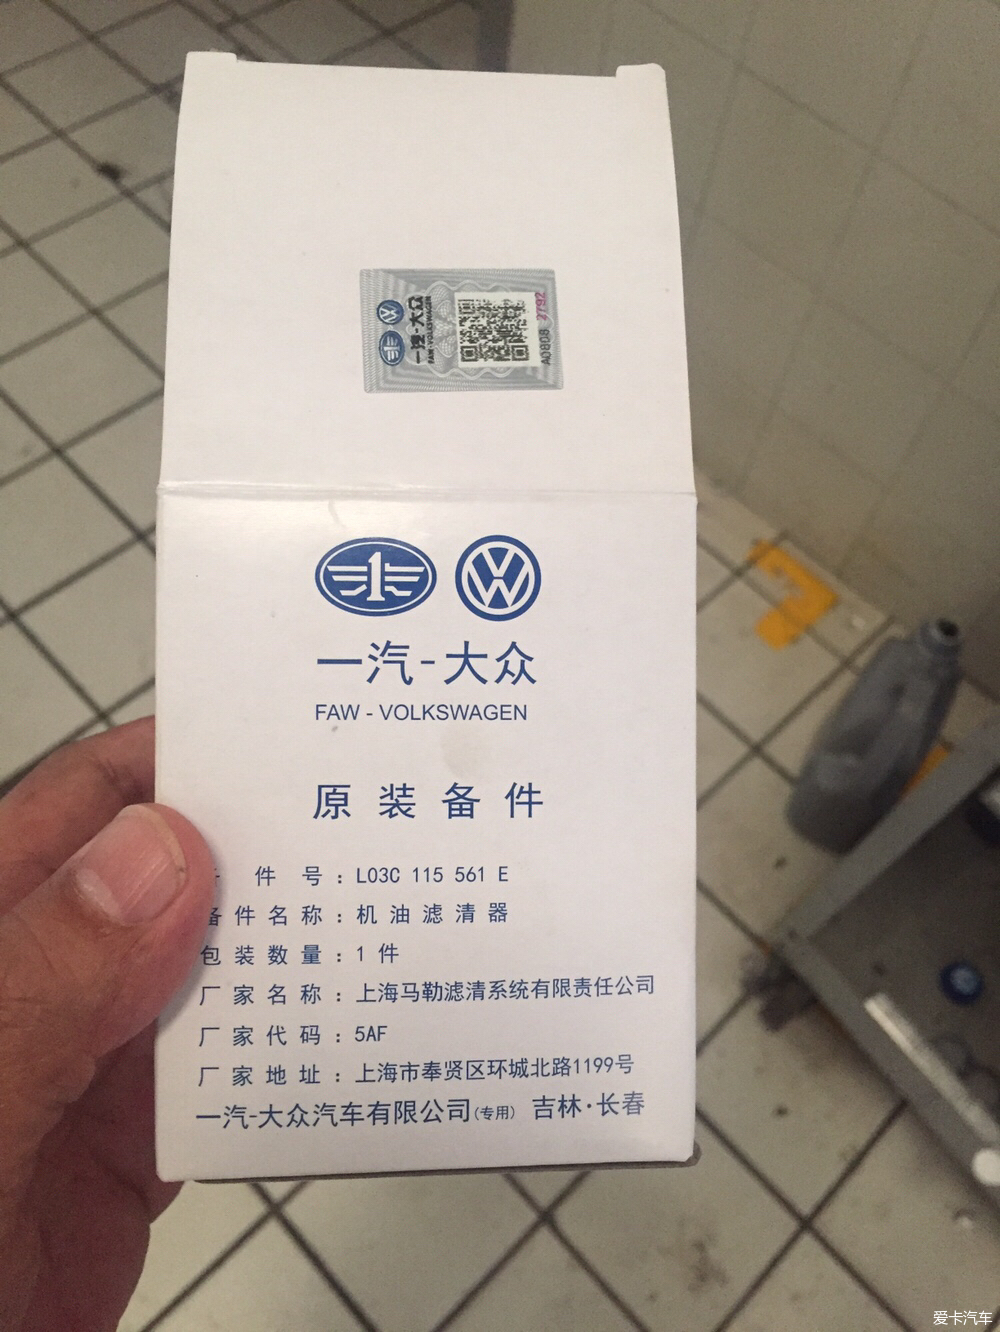 一汽-大众
FAW-VOLKSWAGEN
A0808 2792
一汽-大众
FAW - VOLKSWAGEN
原装备件
件号：L03C 115 561 E
备件名称：机油滤清器
包装数量：1件
厂家名称：上海马勒滤清系统有限责任公司
厂家代码：5AF
厂家地址：上海市奉贤区环城北路1199号
一汽-大众汽车有限公司(专用) 吉林·长春
爱卡汽车